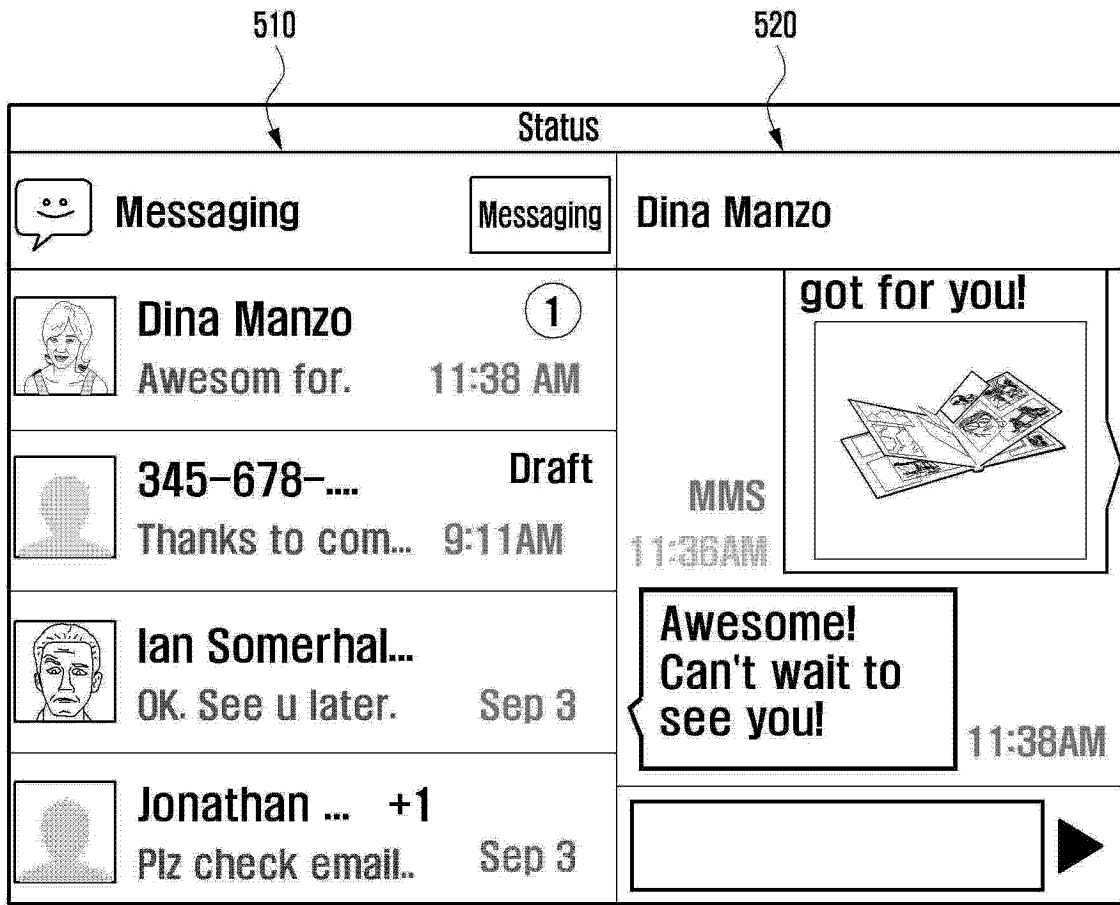 510
520
Status
Messaging
Messaging
Dina Manzo
1
Awesom for.
11:38 AM
345-678-....
Draft
Thanks to com...
9:11AM
Ian Somerhal...
OK. See u later.
Sep 3
Jonathan ... +1
Plz check email..
Sep 3
Dina Manzo
got for you!
MMS
11:36AM
Awesome!
Can't wait to
see you!
11:38AM